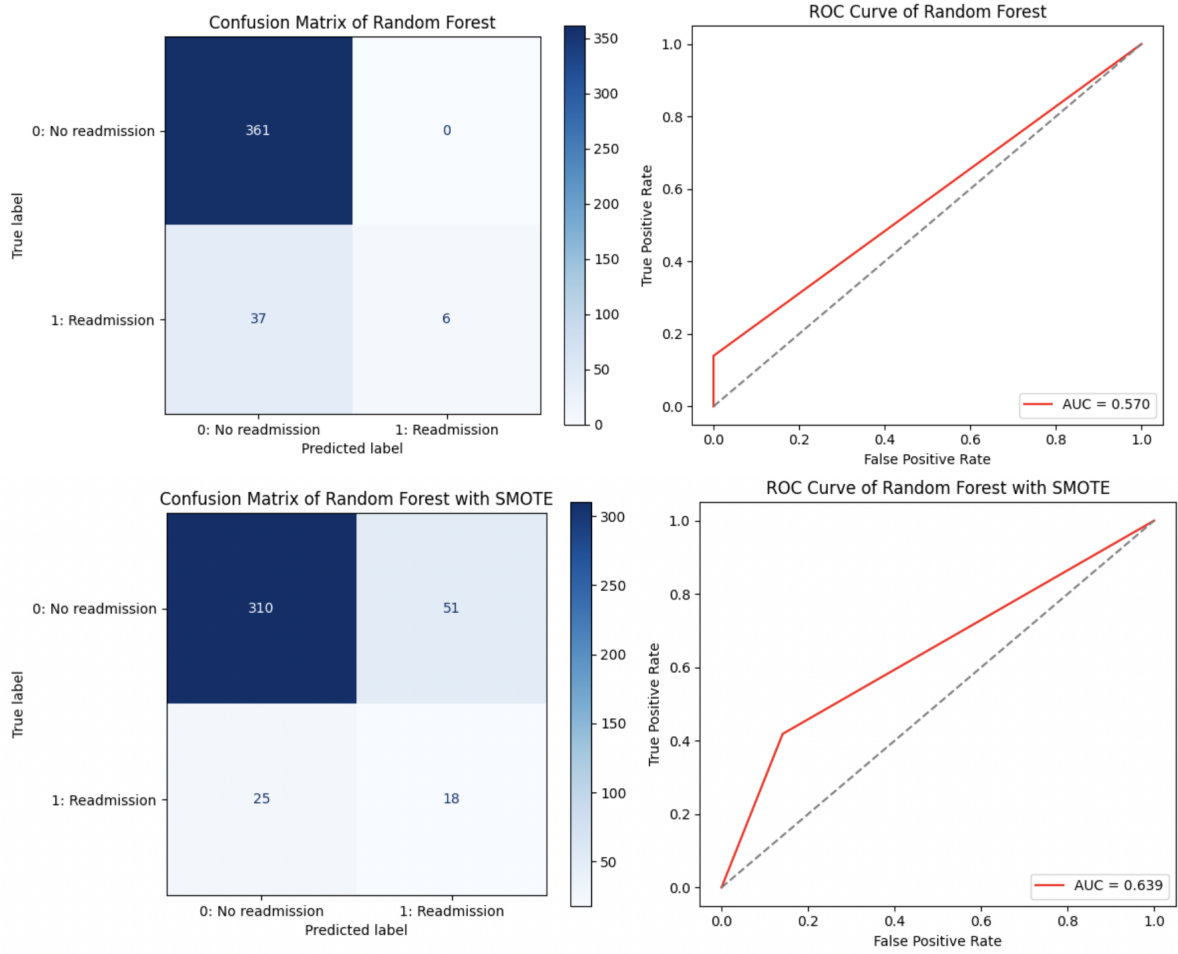 Confusion Matrix of Random Forest
0: No readmission
1: Readmission
True label
361
0
37
6
0: No readmission
1: Readmission
Predicted label
350
300
250
200
150
100
50
0
ROC Curve of Random Forest
True Positive Rate
1.0
0.8
0.6
0.4
0.2
0.0
0.0
0.2
0.4
0.6
0.8
1.0
False Positive Rate
AUC = 0.570
Confusion Matrix of Random Forest with SMOTE
0: No readmission
1: Readmission
True label
310
51
25
18
0: No readmission
1: Readmission
Predicted label
300
250
200
150
100
50
ROC Curve of Random Forest with SMOTE
True Positive Rate
1.0
0.8
0.6
0.4
0.2
0.0
0.0
0.2
0.4
0.6
0.8
1.0
False Positive Rate
AUC = 0.639